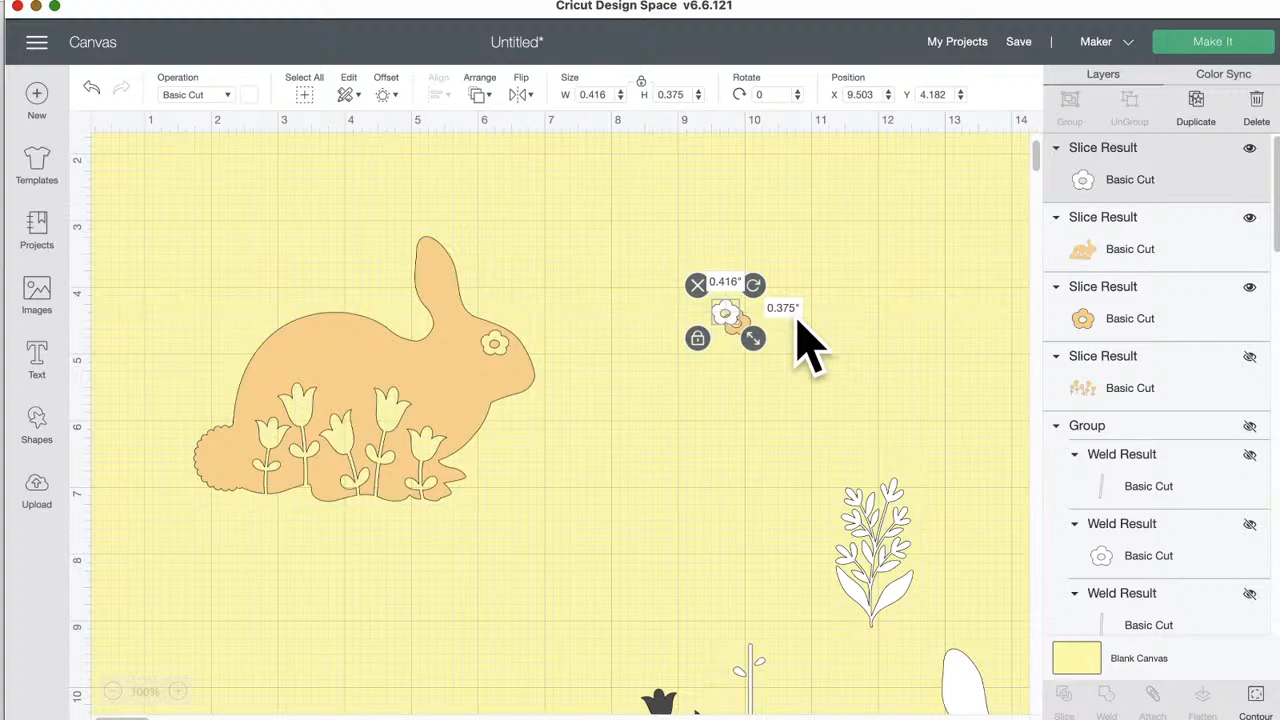 Cricut Design Space v6.6.121
Canvas
Untitled*
My Projects Save | Maker Make It
Operation
Basic Cut
Select All Edit Offset Align Arrange Flip
Size
W 0.416 H 0.375
Rotate
0
Position
X 9.503 Y 4.182
Layers Color Sync
Group UnGroup Duplicate Delete
New
Templates
Projects
Images
Text
Shapes
Upload
1 2 3 4 5 6 7 8 9 10 11 12 13 14
2
3
4
5
6
7
8
9
10
0.416"
0.375"
100%
Slice Result
Basic Cut
Slice Result
Basic Cut
Slice Result
Basic Cut
Slice Result
Basic Cut
Group
Weld Result
Basic Cut
Weld Result
Basic Cut
Weld Result
Basic Cut
Blank Canvas
Slice Weld Attach Flatten Contour